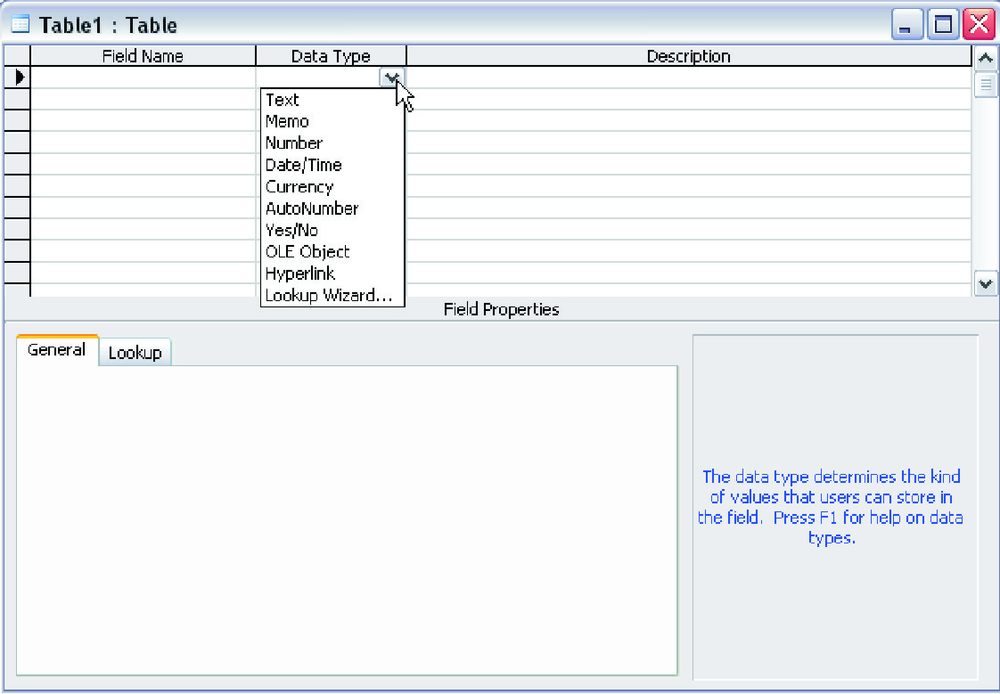 Table1 : Table
Field Name Data Type Description
Text
Memo
Number
Date/Time
Currency
AutoNumber
Yes/No
OLE Object
Hyperlink
Lookup Wizard...
Field Properties
General Lookup
The data type determines the kind
of values that users can store in
the field.  Press F1 for help on data
types.